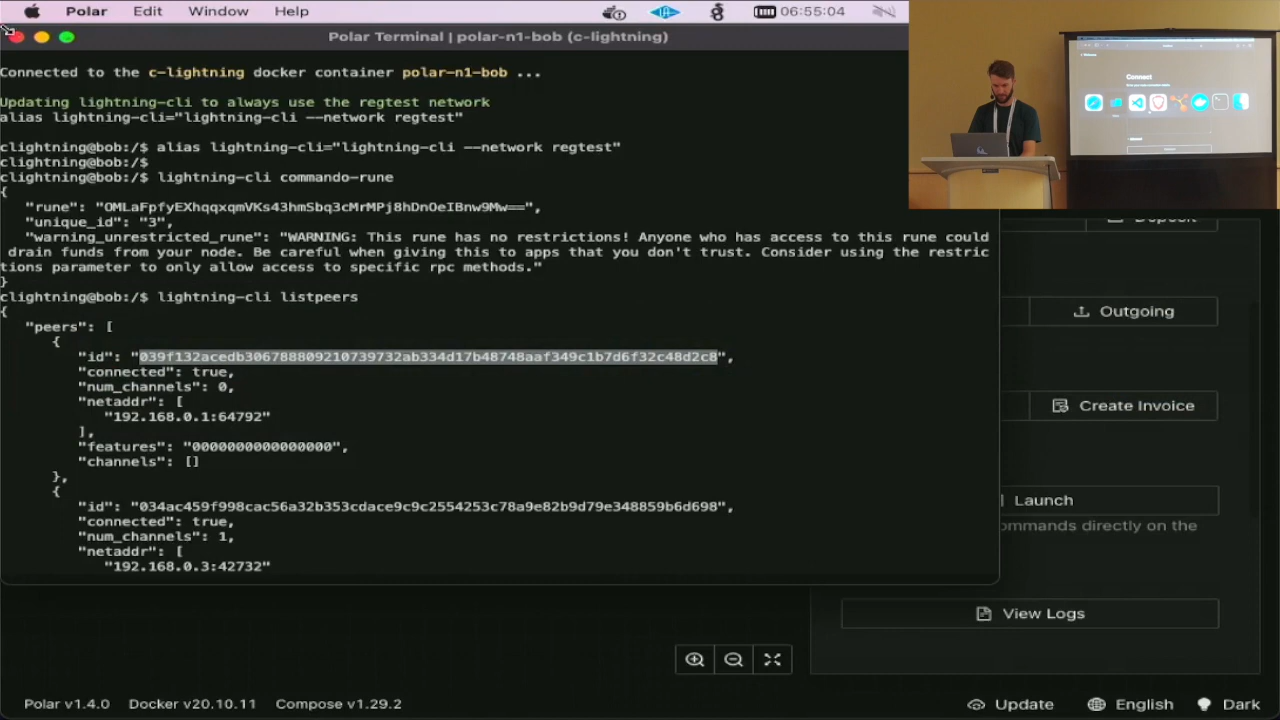 Polar Edit Window Help 06:55:04
Polar Terminal | polar-n1-bob (c-lightning)
Connected to the c-lightning docker container polar-n1-bob ...
Updating lightning-cli to always use the regtest network
alias lightning-cli="lightning-cli --network regtest"
clightning@bob:/$ alias lightning-cli="lightning-cli --network regtest"
clightning@bob:/$
clightning@bob:/$ lightning-cli commando-rune
{
"rune": "OMLaFpfyEXhqqxqmVKs43hmSbq3cMrMPj8hDnOeIBnw9Mw==",
"unique_id": "3",
"warning_unrestricted_rune": "WARNING: This rune has no restrictions! Anyone who has access to this rune could
drain funds from your node. Be careful when giving this to apps that you don't trust. Consider using the restric
tions parameter to only allow access to specific rpc methods."
}
clightning@bob:/$ lightning-cli listpeers
{
"peers": [
{
"id": "039f132acedb306788809210739732ab334d17b48748aaf349c1b7d6f32c48d2c8",
"connected": true,
"num_channels": 0,
"netaddr": [
"192.168.0.1:64792"
],
"features": "0000000000000000",
"channels": []
},
{
"id": "034ac459f998cac56a32b353cdace9c9c2554253c78a9e82b9d79e348859b6d698",
"connected": true,
"num_channels": 1,
"netaddr": [
"192.168.0.3:42732"
Connect
Deposit
Outgoing
Create Invoice
Launch
ommands directly on the
View Logs
Polar v1.4.0 Docker v20.10.11 Compose v1.29.2 Update English Dark